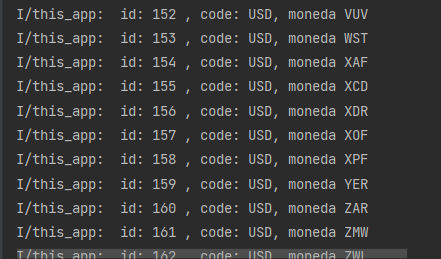 I/this_app:  id: 152 , code: USD, moneda VUV
I/this_app:  id: 153 , code: USD, moneda WST
I/this_app:  id: 154 , code: USD, moneda XAF
I/this_app:  id: 155 , code: USD, moneda XCD
I/this_app:  id: 156 , code: USD, moneda XDR
I/this_app:  id: 157 , code: USD, moneda XOF
I/this_app:  id: 158 , code: USD, moneda XPF
I/this_app:  id: 159 , code: USD, moneda YER
I/this_app:  id: 160 , code: USD, moneda ZAR
I/this_app:  id: 161 , code: USD, moneda ZMW
I/this_app:  id: 162 , code: USD, moneda ZWL